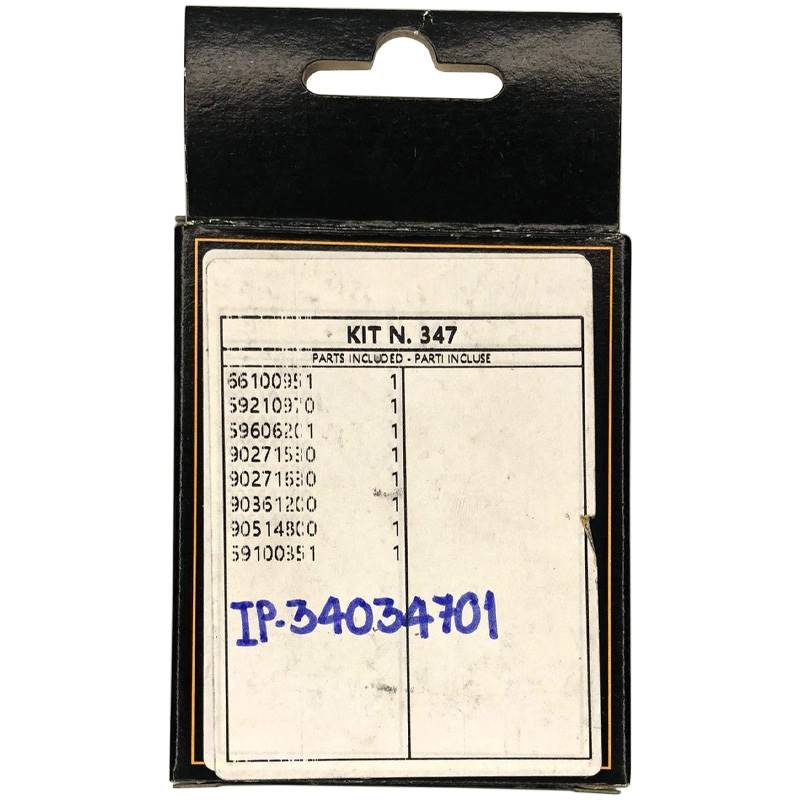 KIT N. 347
PARTS INCLUDED - PARTI INCLUSE
66100951 1
59210970 1
59606201 1
90271530 1
90271630 1
90361200 1
90514800 1
59100351 1
IP-34034701